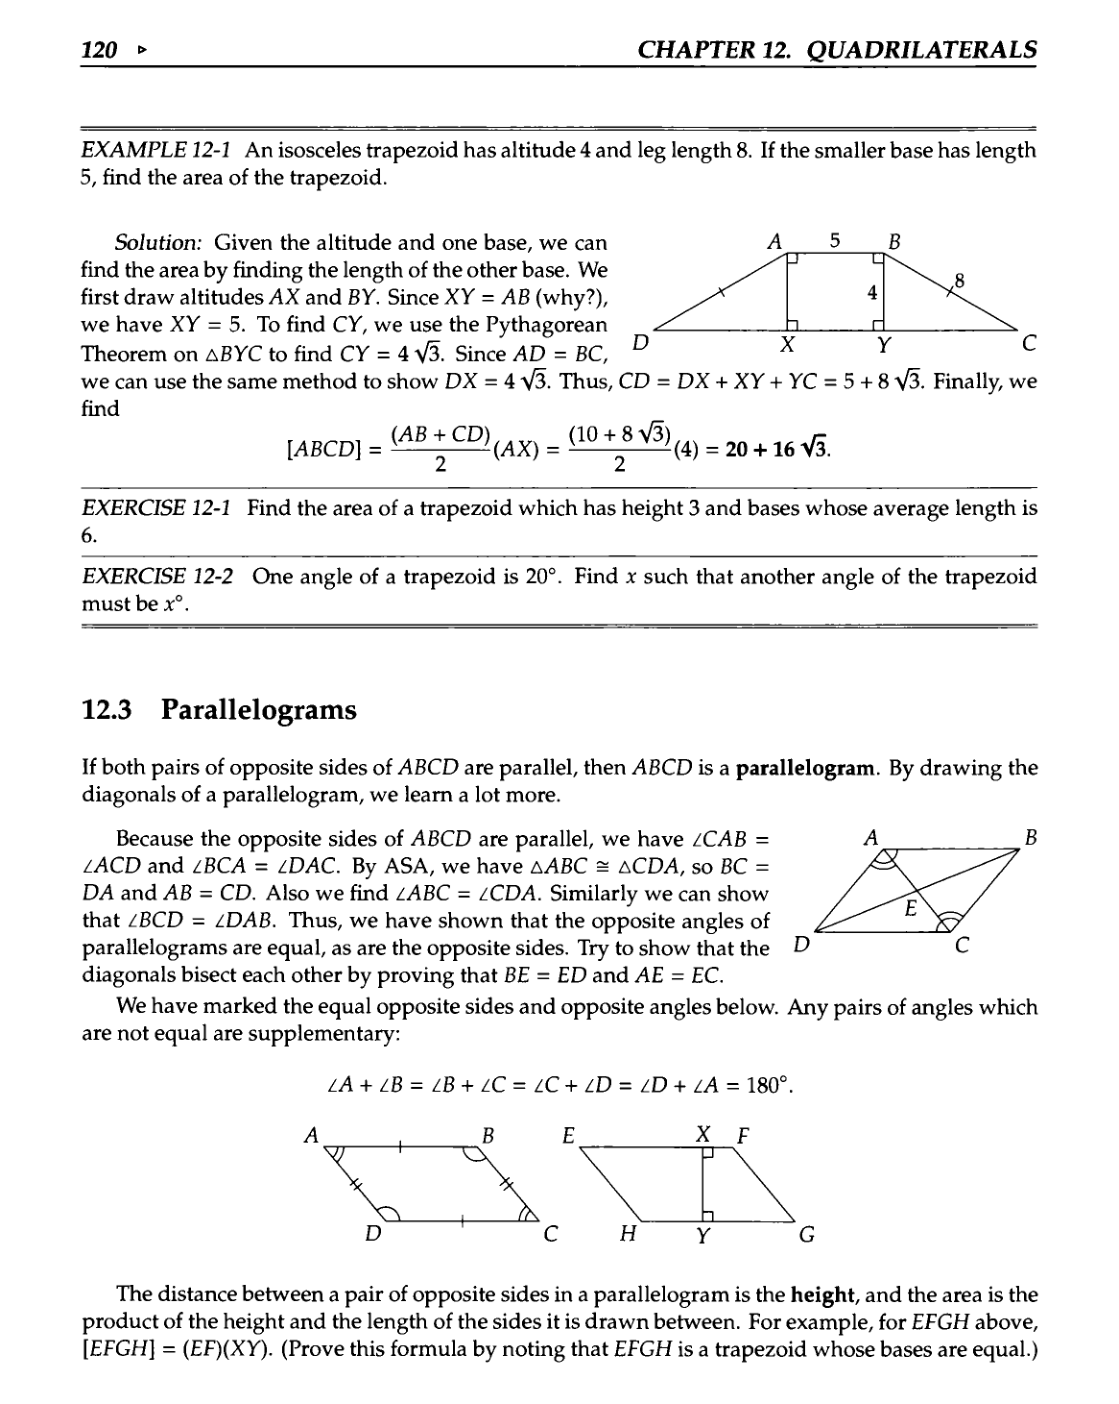 120 ▹ CHAPTER 12. QUADRILATERALS
EXAMPLE 12-1 An isosceles trapezoid has altitude 4 and leg length 8. If the smaller base has length
5, find the area of the trapezoid.
Solution: Given the altitude and one base, we can
find the area by finding the length of the other base. We
first draw altitudes AX and BY. Since XY = AB (why?),
we have XY = 5. To find CY, we use the Pythagorean
Theorem on △BYC to find CY = 4√3. Since AD = BC,
A 5 B
8
4
D X Y C
we can use the same method to show DX = 4√3. Thus, CD = DX + XY + YC = 5 + 8√3. Finally, we
find
[ABCD] = (AB + CD)/2 (AX) = (10 + 8√3)/2 (4) = 20 + 16√3.
EXERCISE 12-1 Find the area of a trapezoid which has height 3 and bases whose average length is
6.
EXERCISE 12-2 One angle of a trapezoid is 20°. Find x such that another angle of the trapezoid
must be x°.
12.3 Parallelograms
If both pairs of opposite sides of ABCD are parallel, then ABCD is a parallelogram. By drawing the
diagonals of a parallelogram, we learn a lot more.
Because the opposite sides of ABCD are parallel, we have ∠CAB =
∠ACD and ∠BCA = ∠DAC. By ASA, we have △ABC ≅ △CDA, so BC =
DA and AB = CD. Also we find ∠ABC = ∠CDA. Similarly we can show
that ∠BCD = ∠DAB. Thus, we have shown that the opposite angles of
parallelograms are equal, as are the opposite sides. Try to show that the
diagonals bisect each other by proving that BE = ED and AE = EC.
A B
E
D C
We have marked the equal opposite sides and opposite angles below. Any pairs of angles which
are not equal are supplementary:
∠A + ∠B = ∠B + ∠C = ∠C + ∠D = ∠D + ∠A = 180°.
A B E X F
D C H Y G
The distance between a pair of opposite sides in a parallelogram is the height, and the area is the
product of the height and the length of the sides it is drawn between. For example, for EFGH above,
[EFGH] = (EF)(XY). (Prove this formula by noting that EFGH is a trapezoid whose bases are equal.)